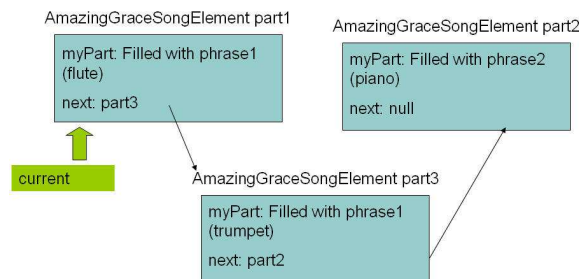 AmazingGraceSongElement part1
myPart: Filled with phrase1
(flute)
next: part3
AmazingGraceSongElement part2
myPart: Filled with phrase2
(piano)
next: null
current
AmazingGraceSongElement part3
myPart: Filled with phrase1
(trumpet)
next: part2